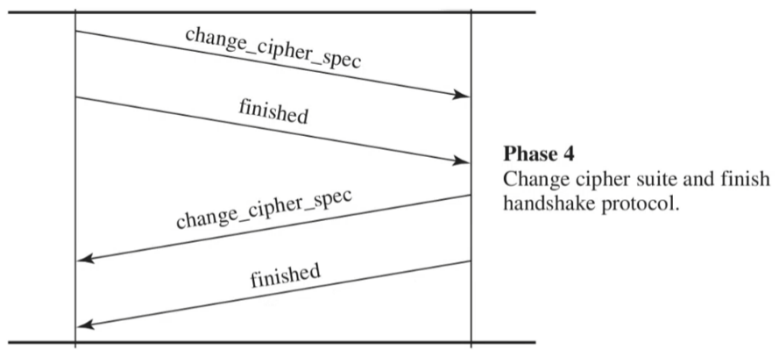 change_cipher_spec
finished
Phase 4
Change cipher suite and finish
handshake protocol.
change_cipher_spec
finished